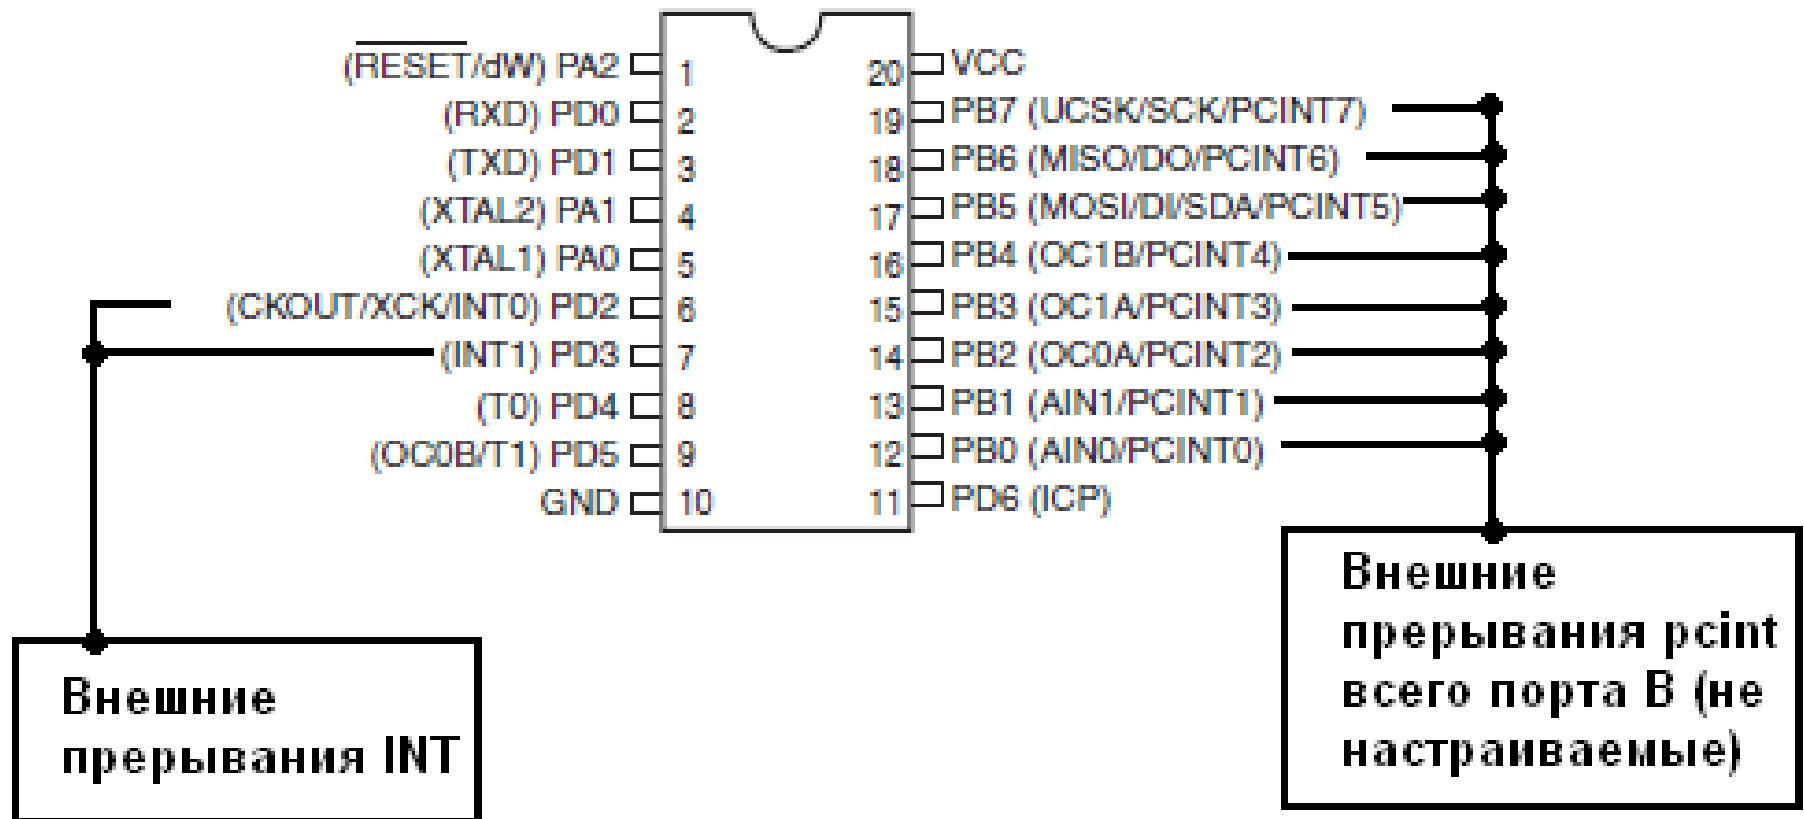 (RESET/dW) PA2 1 20 VCC
(RXD) PD0 2 19 PB7 (UCSK/SCK/PCINT7)
(TXD) PD1 3 18 PB6 (MISO/DO/PCINT6)
(XTAL2) PA1 4 17 PB5 (MOSI/DI/SDA/PCINT5)
(XTAL1) PA0 5 16 PB4 (OC1B/PCINT4)
(CKOUT/XCK/INT0) PD2 6 15 PB3 (OC1A/PCINT3)
(INT1) PD3 7 14 PB2 (OC0A/PCINT2)
(T0) PD4 8 13 PB1 (AIN1/PCINT1)
(OC0B/T1) PD5 9 12 PB0 (AIN0/PCINT0)
GND 10 11 PD6 (ICP)
Внешние
прерывания INT
Внешние
прерывания pcint
всего порта B (не
настраиваемые)